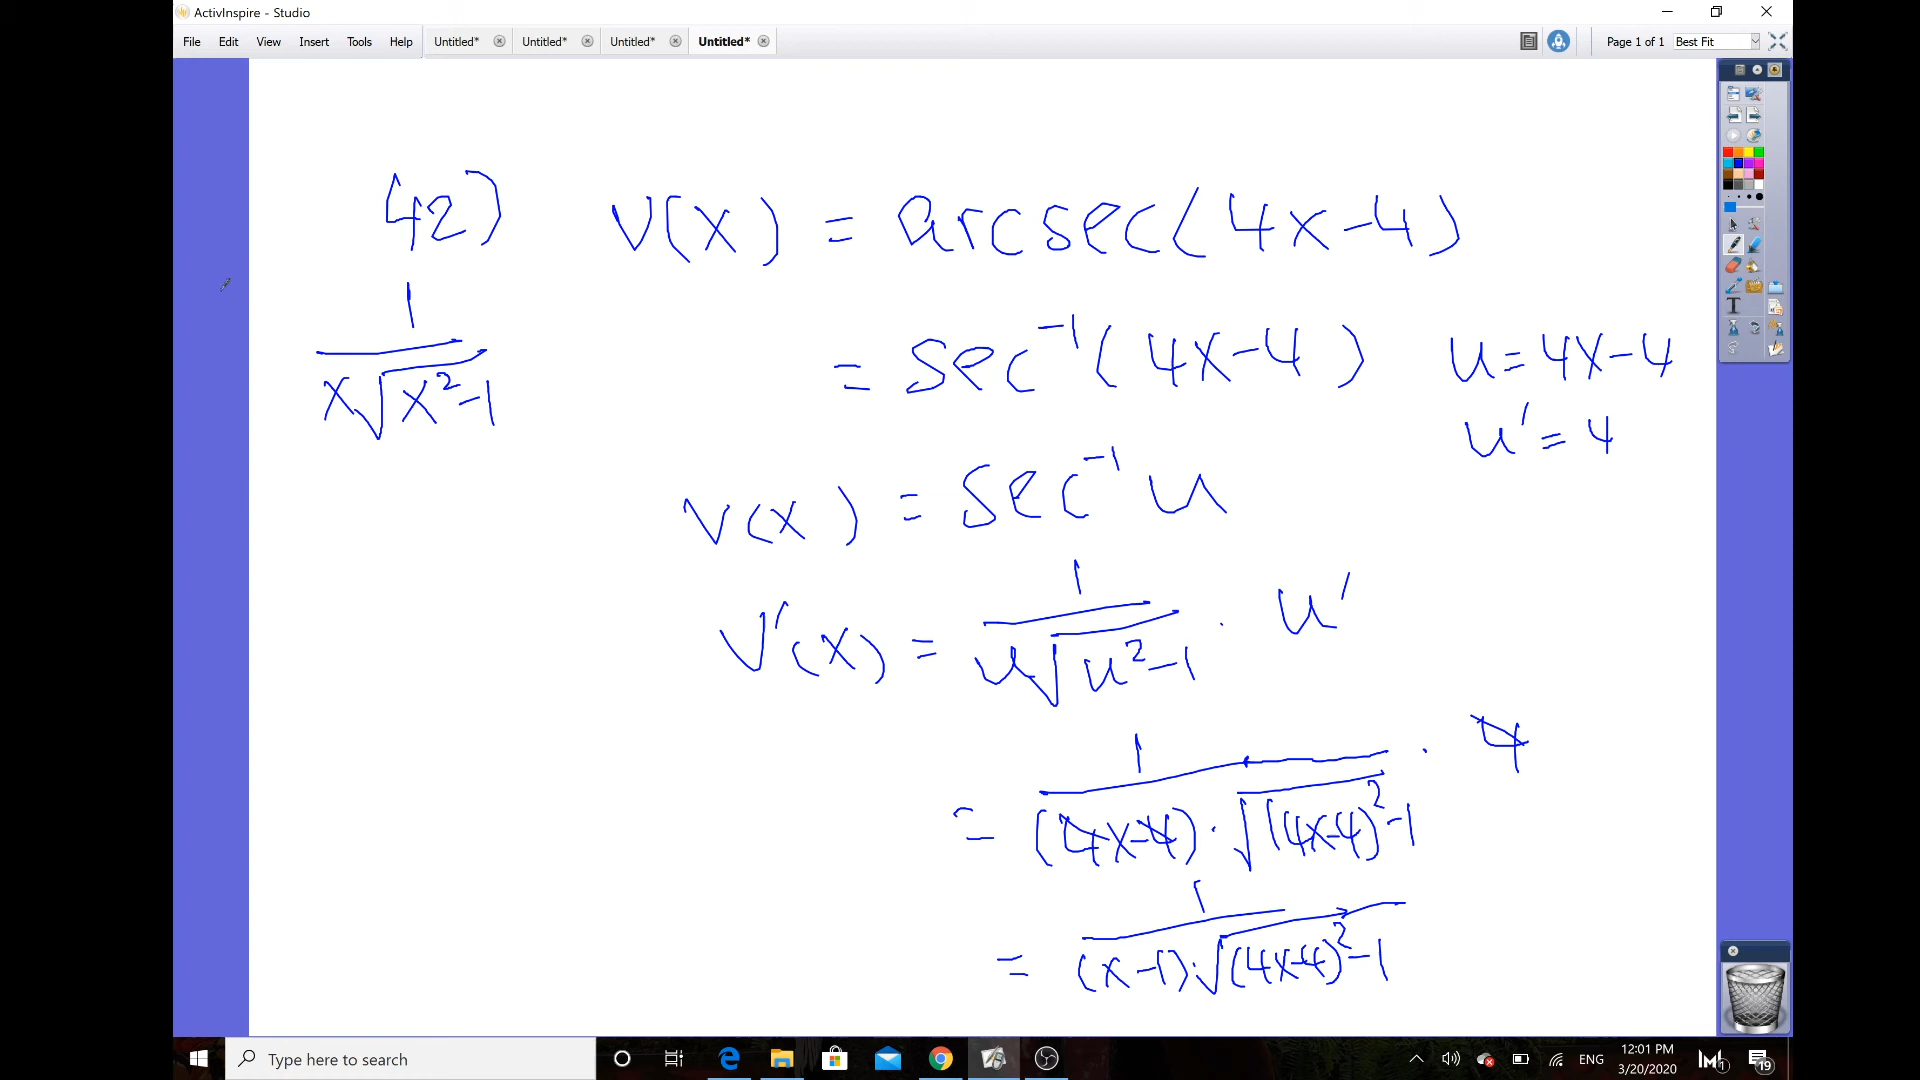 ActivInspire - Studio
File Edit View Insert Tools Help Untitled* Untitled* Untitled* Untitled* Page 1 of 1 Best Fit
42) V(x) = arcsec(4x-4)
1/(x√(x²-1))
= sec⁻¹(4x-4) u = 4x-4
u' = 4
V(x) = sec⁻¹ u
V'(x) = 1/(u√(u²-1)) · u'
= 1/((4x-4)·√((4x-4)²-1)) · 4
= 1/((x-1)·√((4x-4)²-1))
T
Type here to search
ENG 12:01 PM
3/20/2020
19